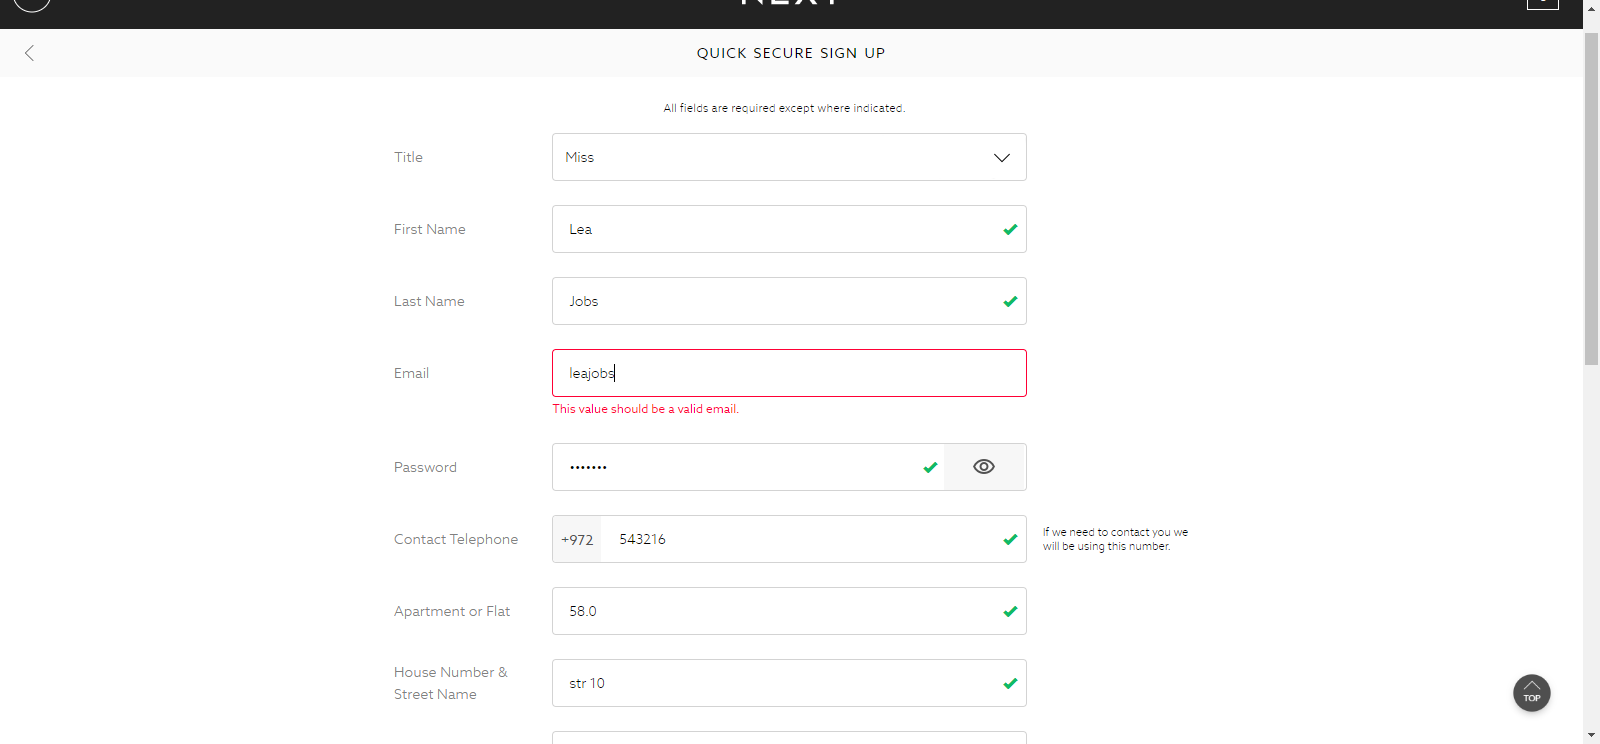 NEXT
QUICK SECURE SIGN UP
All fields are required except where indicated.
Title
Miss
First Name
Lea
Last Name
Jobs
Email
leajobs
This value should be a valid email.
Password
•••••••
Contact Telephone
+972
543216
If we need to contact you we
will be using this number.
Apartment or Flat
58.0
House Number &
Street Name
str 10
TOP